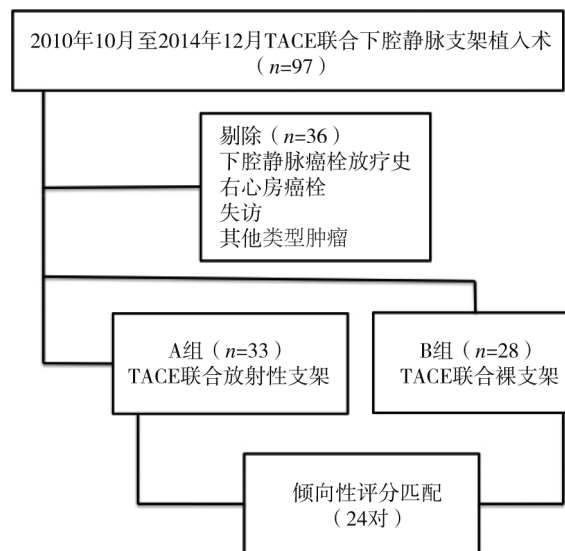 2010年10月至2014年12月TACE联合下腔静脉支架植入术
（n=97）
剔除（n=36）
下腔静脉癌栓放疗史
右心房癌栓
失访
其他类型肿瘤
A组（n=33）
TACE联合放射性支架
B组（n=28）
TACE联合裸支架
倾向性评分匹配
（24对）